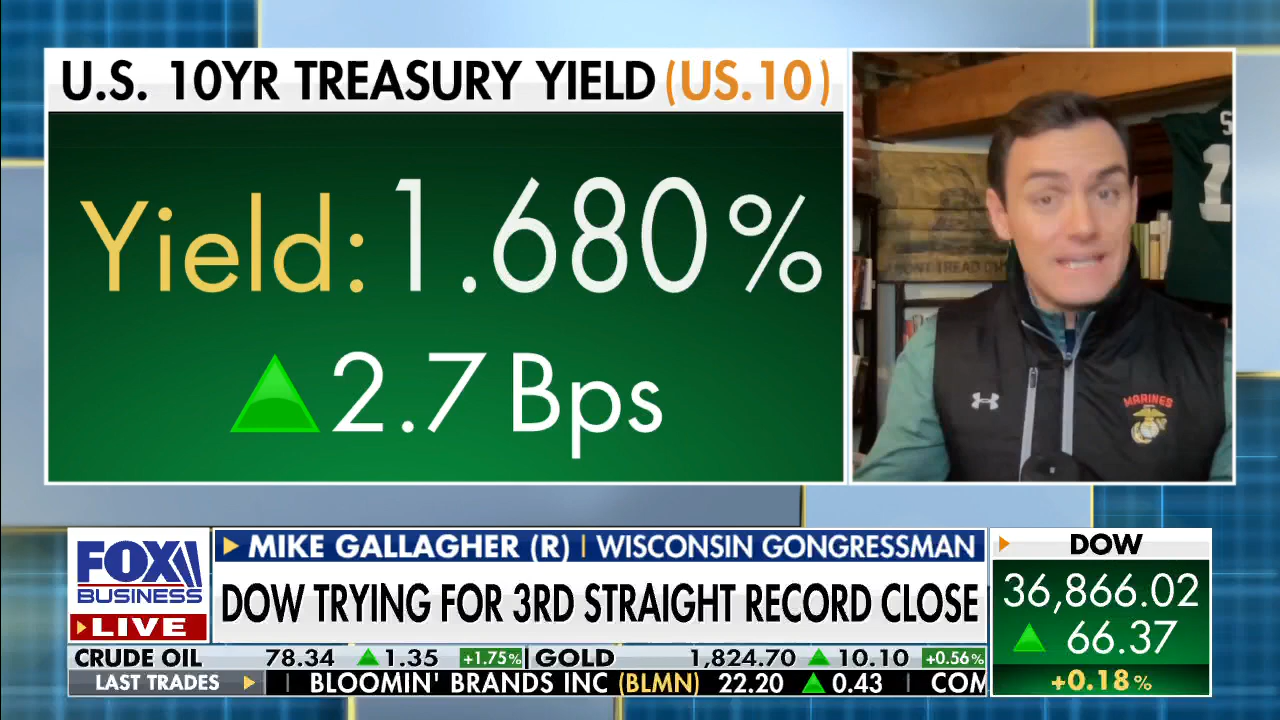 U.S. 10YR TREASURY YIELD (US.10)
Yield: 1.680%
▲2.7 Bps
DON'T TREAD
S
1
MARINES
FOX
BUSINESS
LIVE
MIKE GALLAGHER (R) | WISCONSIN GONGRESSMAN
DOW TRYING FOR 3RD STRAIGHT RECORD CLOSE
DOW
36,866.02
▲ 66.37
+0.18%
CRUDE OIL 78.34 ▲1.35 +1.75% GOLD 1,824.70 ▲ 10.10 +0.56%
LAST TRADES | BLOOMIN' BRANDS INC (BLMN) 22.20 ▲0.43 | COM